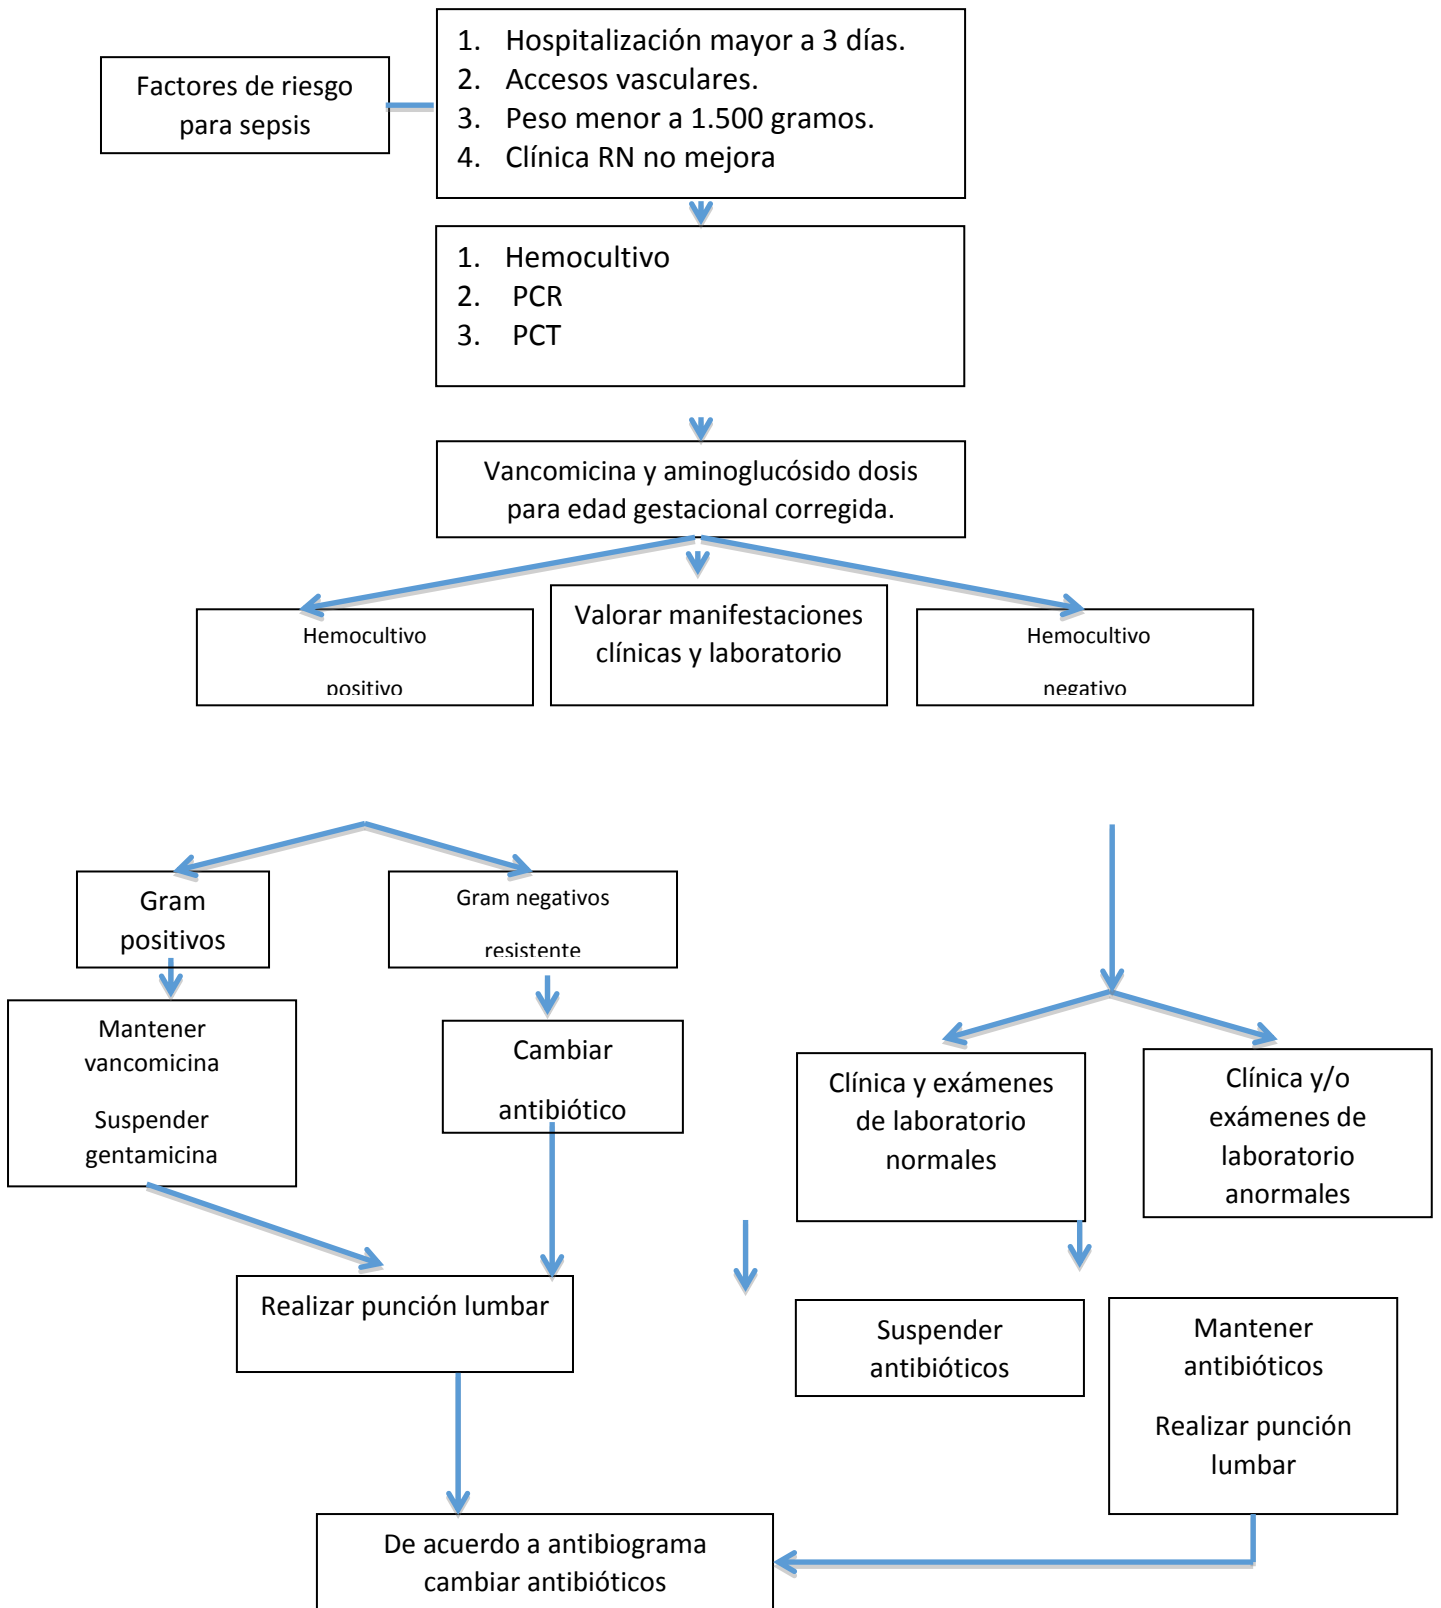 Factores de riesgo
para sepsis
1. Hospitalización mayor a 3 días.
2. Accesos vasculares.
3. Peso menor a 1.500 gramos.
4. Clínica RN no mejora
1. Hemocultivo
2. PCR
3. PCT
Vancomicina y aminoglucósido dosis
para edad gestacional corregida.
Hemocultivo
positivo
Valorar manifestaciones
clínicas y laboratorio
Hemocultivo
negativo
Gram
positivos
Gram negativos
resistente
Mantener
vancomicina
Suspender
gentamicina
Cambiar
antibiótico
Clínica y exámenes
de laboratorio
normales
Clínica y/o
exámenes de
laboratorio
anormales
Realizar punción lumbar
Suspender
antibióticos
Mantener
antibióticos
Realizar punción
lumbar
De acuerdo a antibiograma
cambiar antibióticos